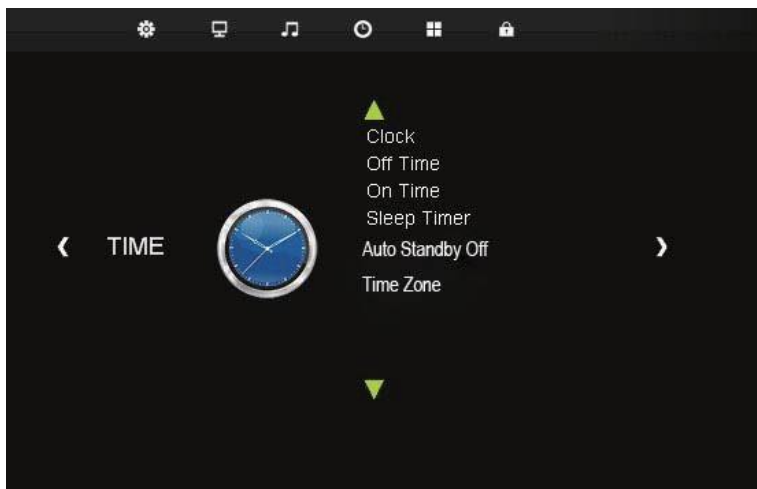 Clock
Off Time
On Time
Sleep Timer
TIME
Auto Standby Off
Time Zone